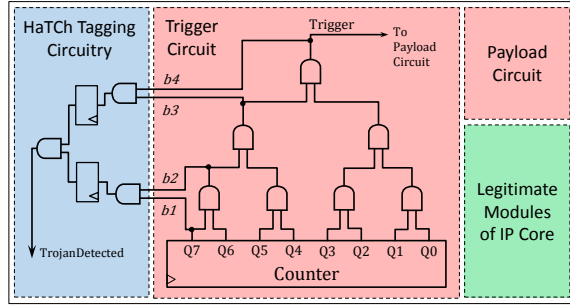 HaTCh Tagging
Circuitry
Trigger
Circuit
Trigger
To
Payload
Circuit
Payload
Circuit
b4
b3
b2
b1
Legitimate
Modules
of IP Core
TrojanDetected
Q7 Q6 Q5 Q4 Q3 Q2 Q1 Q0
Counter